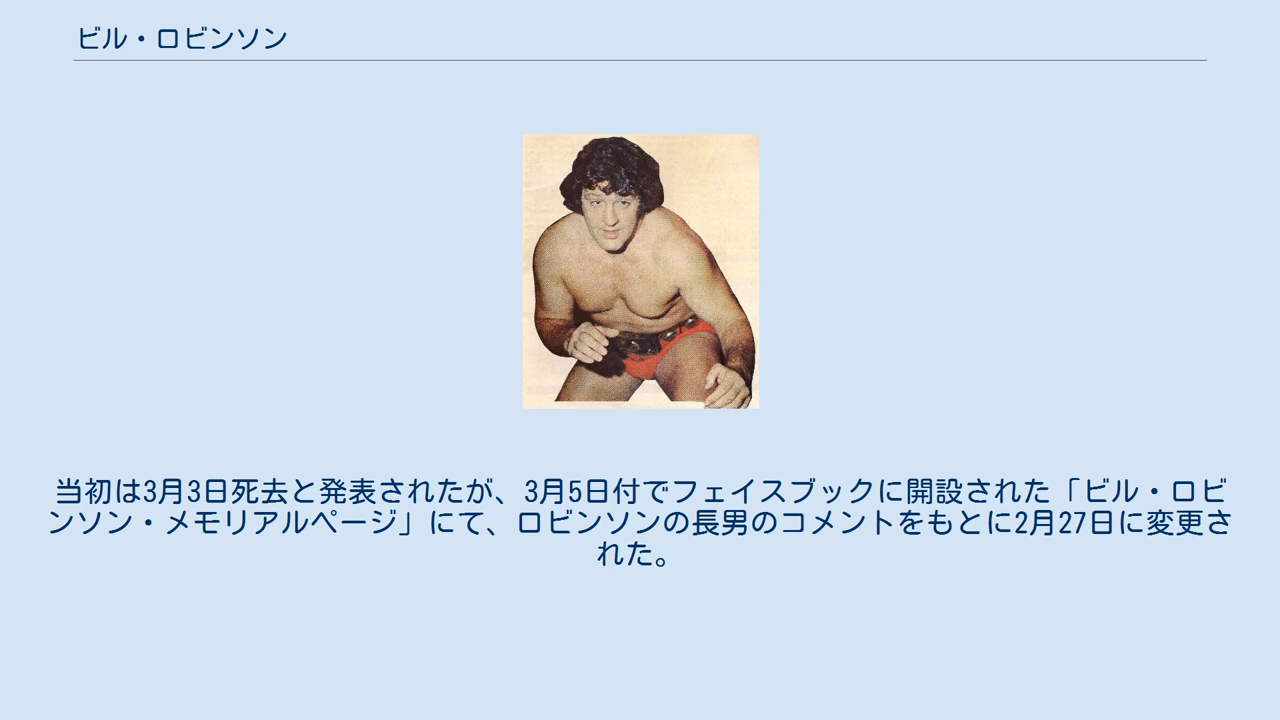 ビル・ロビンソン
当初は3月3日死去と発表されたが、3月5日付でフェイスブックに開設された「ビル・ロビ
ンソン・メモリアルページ」にて、ロビンソンの長男のコメントをもとに2月27日に変更さ
れた。